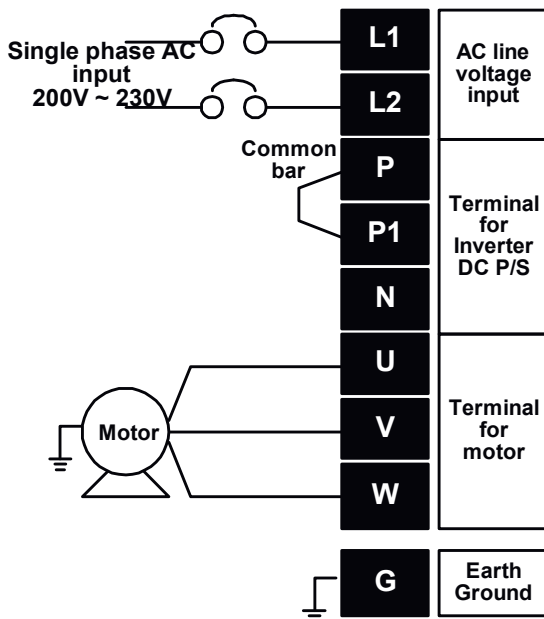 Single phase AC
input
200V ~ 230V
L1
L2
AC line
voltage
input
Common
bar
P
P1
N
Terminal
for
Inverter
DC P/S
Motor
U
V
W
Terminal
for
motor
G
Earth
Ground